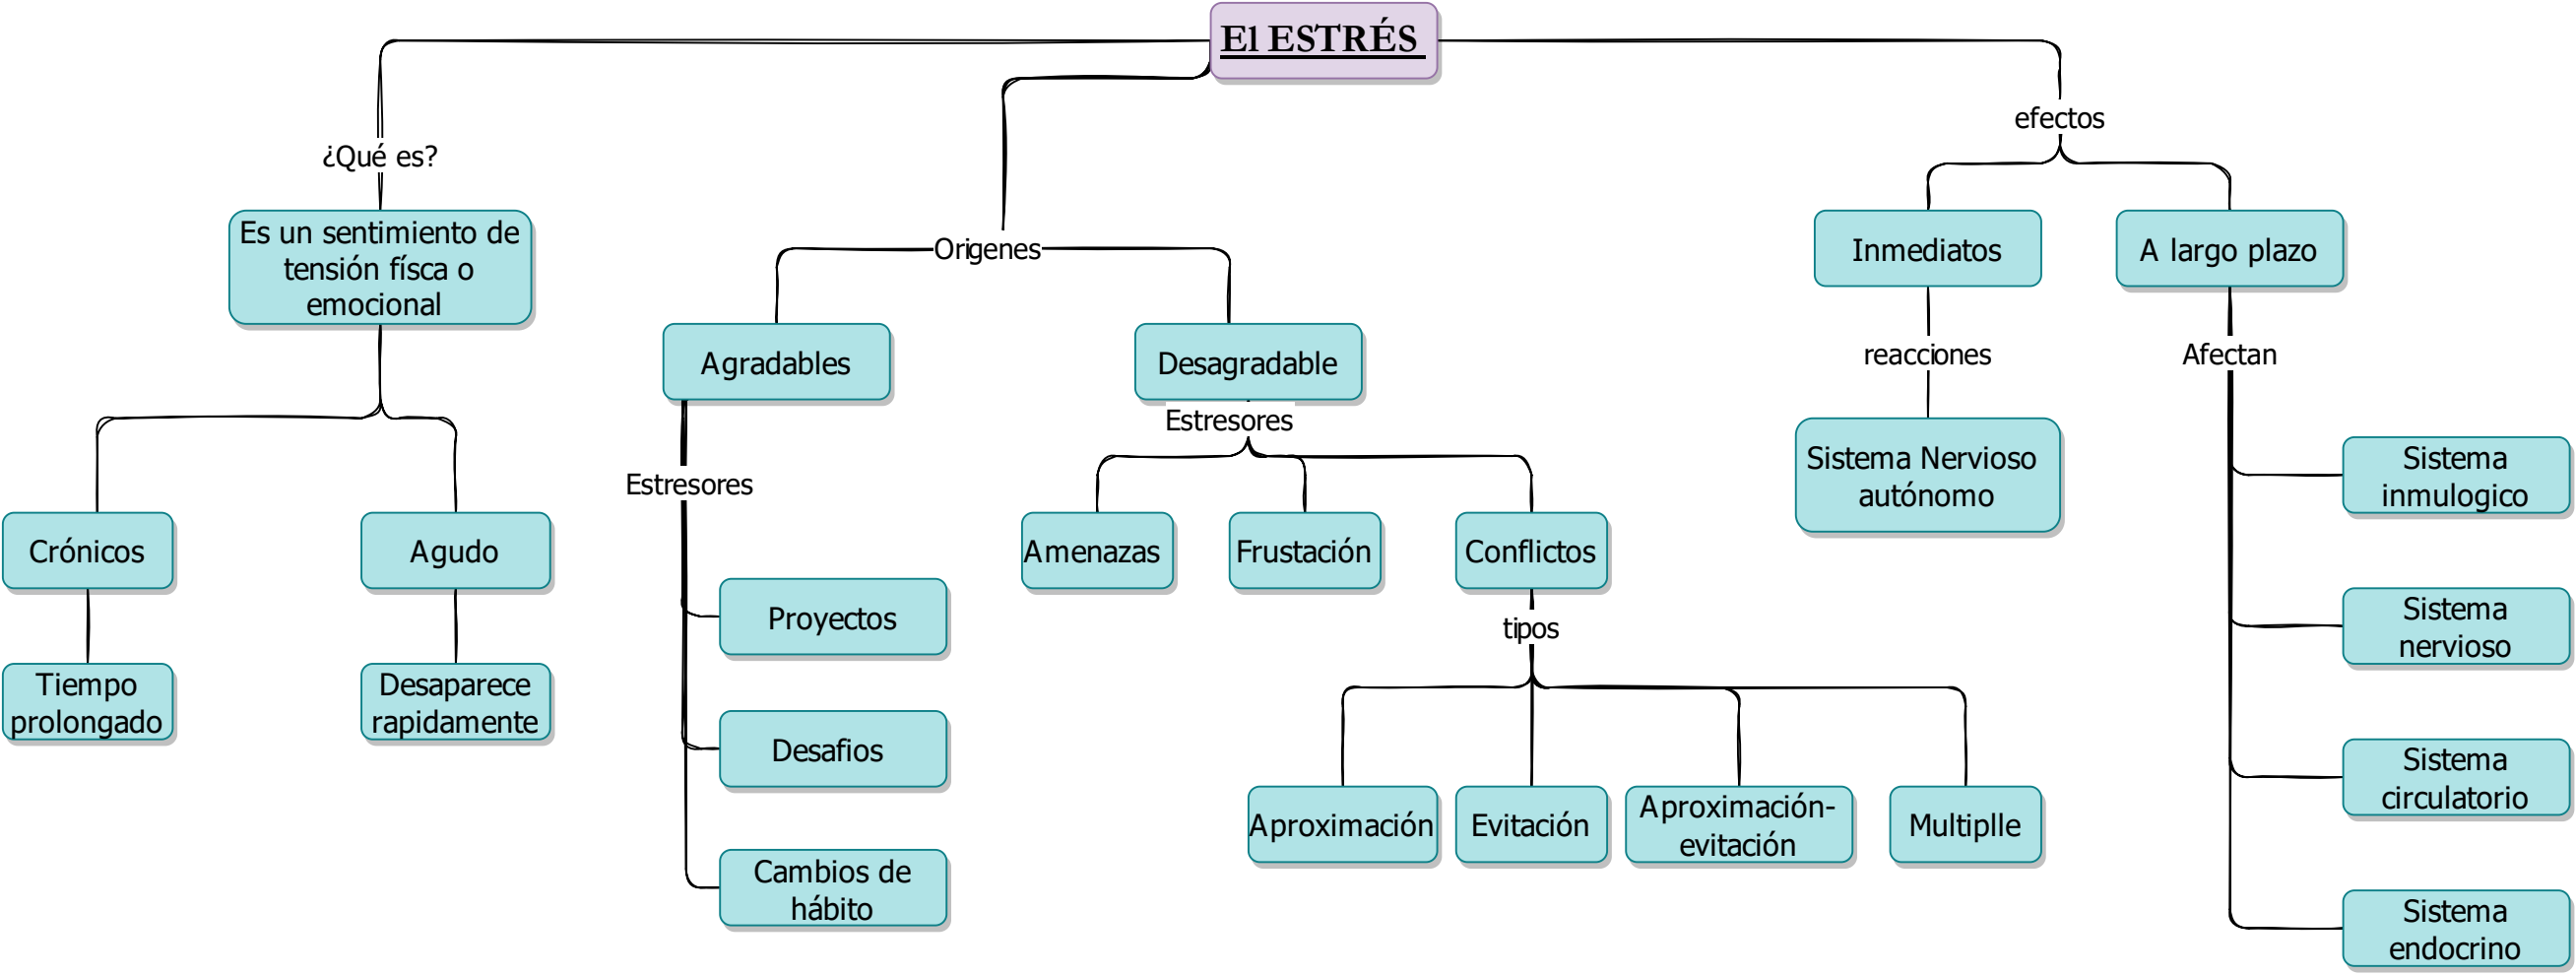 El ESTRÉS
¿Qué es?
Es un sentimiento de
tensión físca o
emocional
Crónicos
Tiempo
prolongado
Agudo
Desaparece
rapidamente
Origenes
Agradables
Estresores
Proyectos
Desafios
Cambios de
hábito
Desagradable
Estresores
Amenazas
Frustación
Conflictos
tipos
Aproximación
Evitación
Aproximación-
evitación
Multiplle
efectos
Inmediatos
reacciones
Sistema Nervioso
autónomo
A largo plazo
Afectan
Sistema
inmulogico
Sistema
nervioso
Sistema
circulatorio
Sistema
endocrino